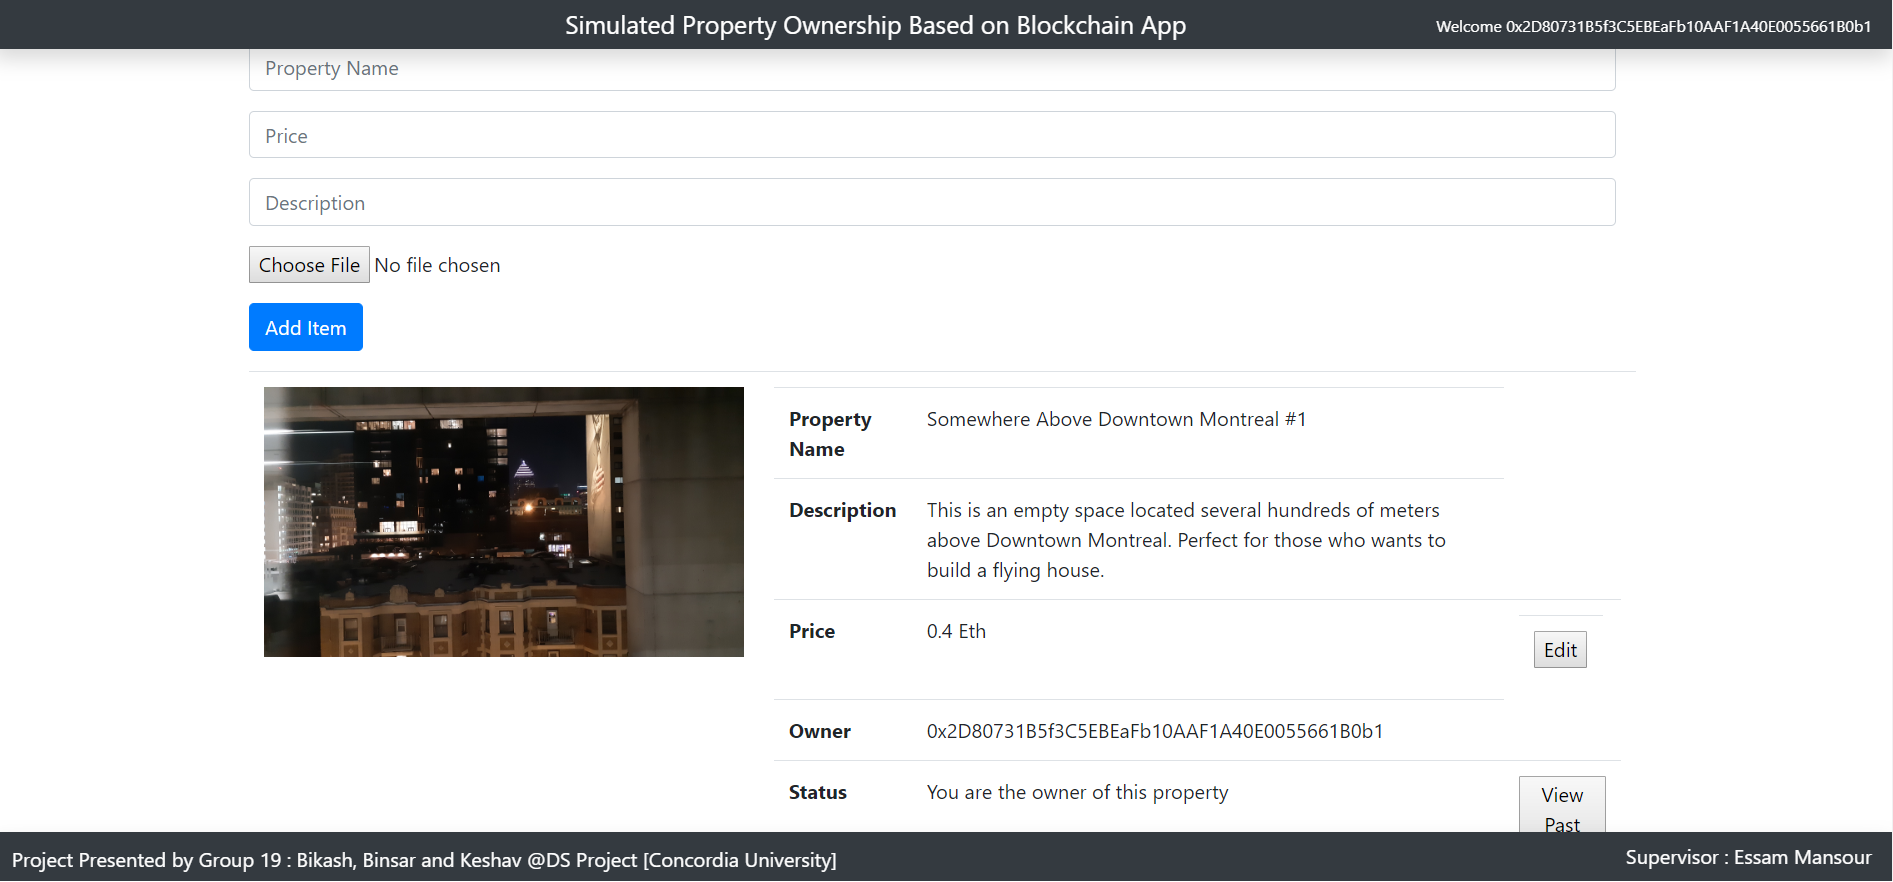 Simulated Property Ownership Based on Blockchain App
Welcome 0x2D80731B5f3C5EBEaFb10AAF1A40E0055661B0b1
Property Name
Price
Description
Choose File No file chosen
Add Item
Property
Name
Somewhere Above Downtown Montreal #1
Description
This is an empty space located several hundreds of meters
above Downtown Montreal. Perfect for those who wants to
build a flying house.
Price
0.4 Eth
Edit
Owner
0x2D80731B5f3C5EBEaFb10AAF1A40E0055661B0b1
Status
You are the owner of this property
View
Past
Project Presented by Group 19 : Bikash, Binsar and Keshav @DS Project [Concordia University]
Supervisor : Essam Mansour